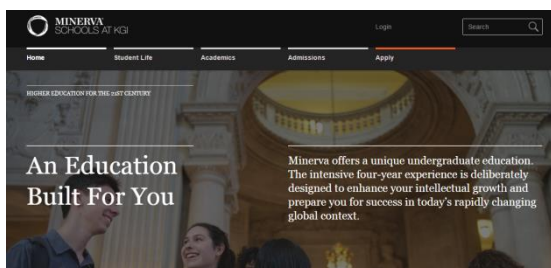 MINERVA
SCHOOLS AT KGI
Login
Search
Home
Student Life
Academics
Admissions
Apply
HIGHER EDUCATION FOR THE 21ST CENTURY
An Education
Built For You
Minerva offers a unique undergraduate education.
The intensive four-year experience is deliberately
designed to enhance your intellectual growth and
prepare you for success in today's rapidly changing
global context.